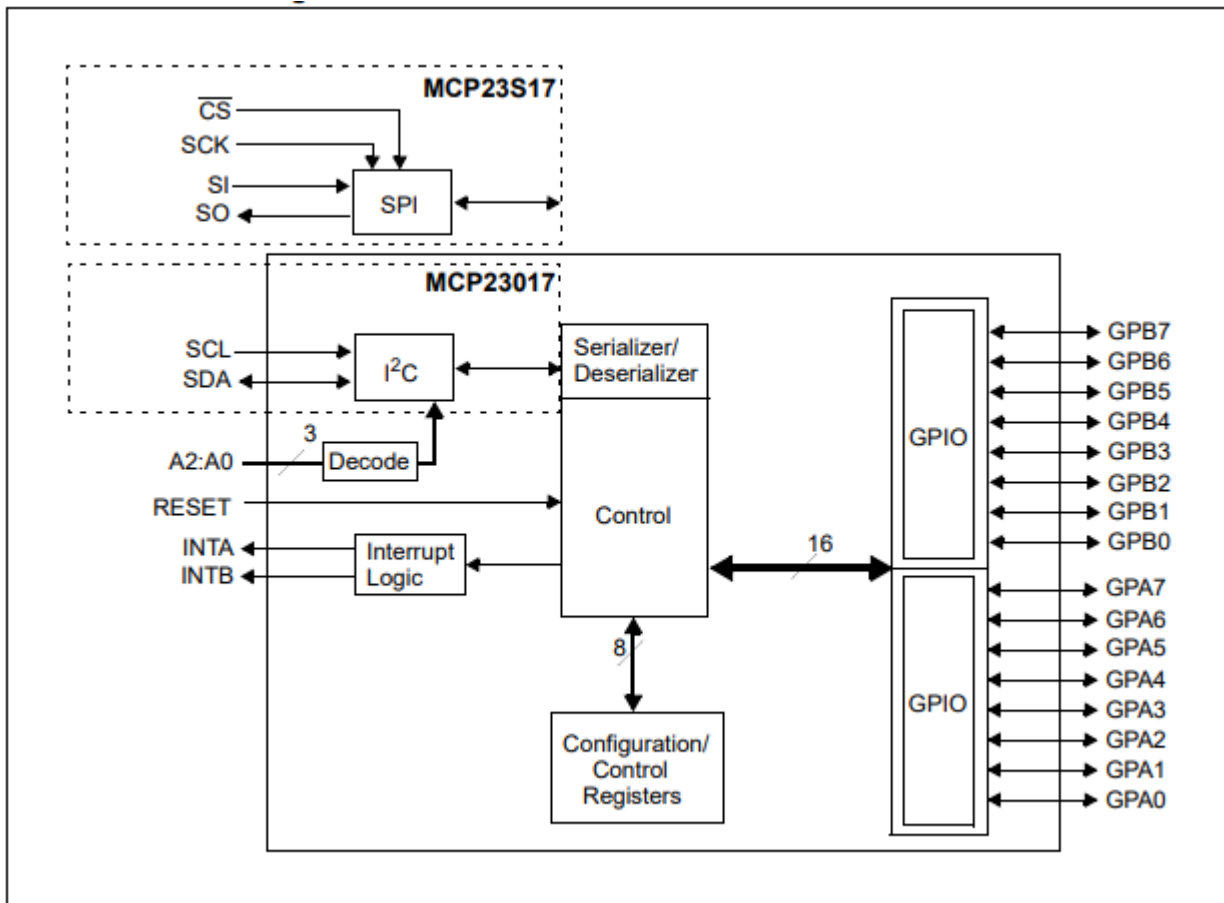 MCP23S17
CS
SCK
SI
SO
SPI
MCP23017
SCL
SDA
I²C
Serializer/
Deserializer
A2:A0
3
Decode
RESET
Control
INTA
INTB
Interrupt
Logic
16
8
Configuration/
Control
Registers
GPIO
GPB7
GPB6
GPB5
GPB4
GPB3
GPB2
GPB1
GPB0
GPIO
GPA7
GPA6
GPA5
GPA4
GPA3
GPA2
GPA1
GPA0